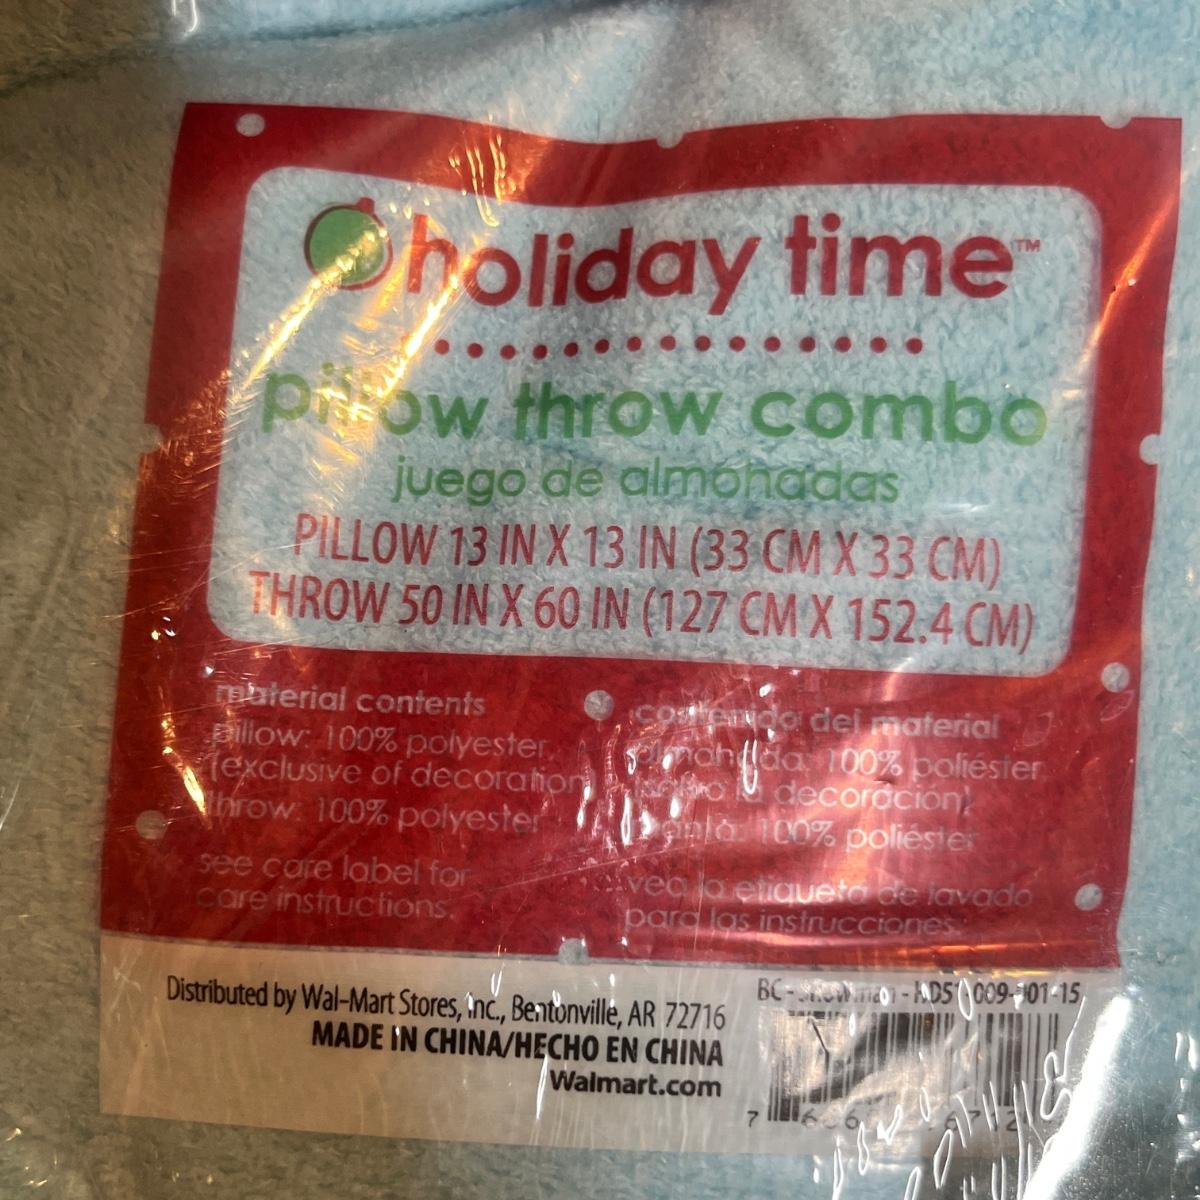 holiday time™
pillow throw combo
juego de almohadas
PILLOW 13 IN X 13 IN (33 CM X 33 CM)
THROW 50 IN X 60 IN (127 CM X 152.4 CM)
material contents
pillow: 100% polyester
(exclusive of decoration)
throw: 100% polyester
see care label for
care instructions.
contenido del material
almohada: 100% poliéster
decoración)
manta: 100% poliéster
vea la etiqueta de lavado
para las instrucciones.
Distributed by Wal-Mart Stores, Inc., Bentonville, AR 72716
MADE IN CHINA/HECHO EN CHINA
Walmart.com
BC - Snowman -